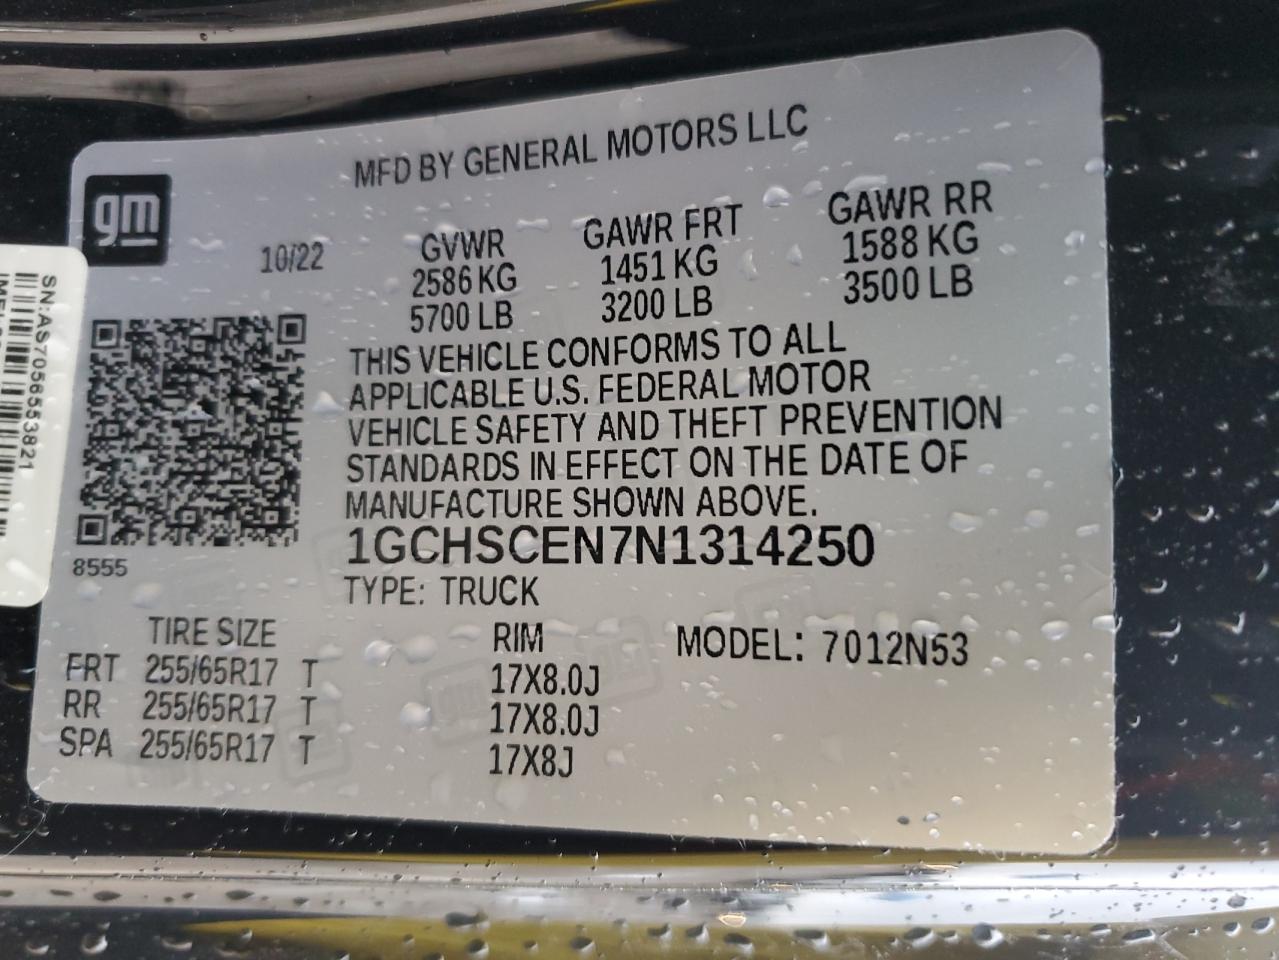 MFD BY GENERAL MOTORS LLC
gm
10/22
GVWR GAWR FRT GAWR RR
2586 KG 1451 KG 1588 KG
5700 LB 3200 LB 3500 LB
THIS VEHICLE CONFORMS TO ALL
APPLICABLE U.S. FEDERAL MOTOR
VEHICLE SAFETY AND THEFT PREVENTION
STANDARDS IN EFFECT ON THE DATE OF
MANUFACTURE SHOWN ABOVE.
1GCHSCEN7N1314250
8555
TYPE: TRUCK
TIRE SIZE RIM MODEL: 7012N53
FRT 255/65R17 T 17X8.0J
RR 255/65R17 T 17X8.0J
SPA 255/65R17 T 17X8J
SN:AS7056553821